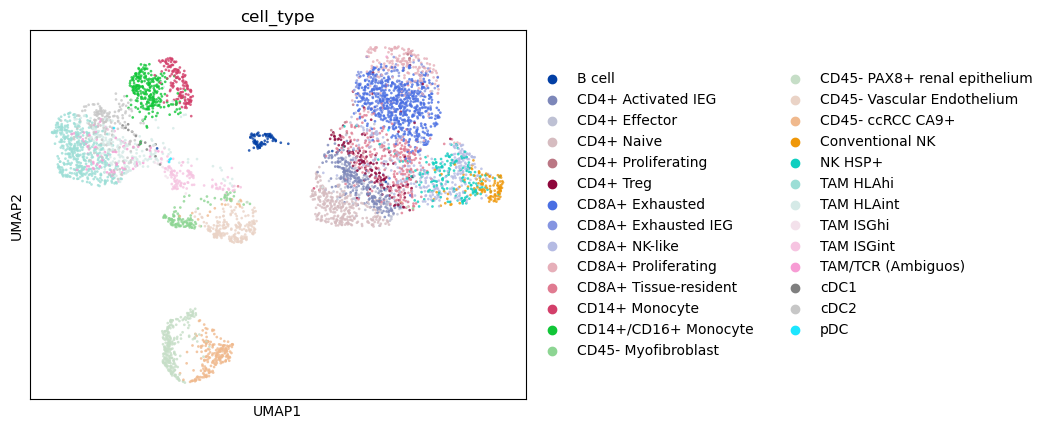 cell_type
UMAP2
UMAP1
B cell
CD4+ Activated IEG
CD4+ Effector
CD4+ Naive
CD4+ Proliferating
CD4+ Treg
CD8A+ Exhausted
CD8A+ Exhausted IEG
CD8A+ NK-like
CD8A+ Proliferating
CD8A+ Tissue-resident
CD14+ Monocyte
CD14+/CD16+ Monocyte
CD45- Myofibroblast
CD45- PAX8+ renal epithelium
CD45- Vascular Endothelium
CD45- ccRCC CA9+
Conventional NK
NK HSP+
TAM HLAhi
TAM HLAint
TAM ISGhi
TAM ISGint
TAM/TCR (Ambiguos)
cDC1
cDC2
pDC